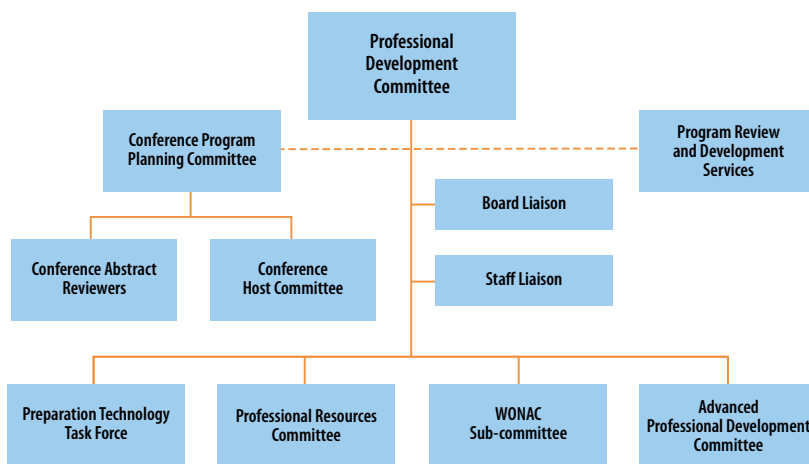 Professional
Development
Committee
Conference Program
Planning Committee
Program Review
and Development
Services
Board Liaison
Conference Abstract
Reviewers
Conference
Host Committee
Staff Liaison
Preparation Technology
Task Force
Professional Resources
Committee
WONAC
Sub-committee
Advanced
Professional Development
Committee